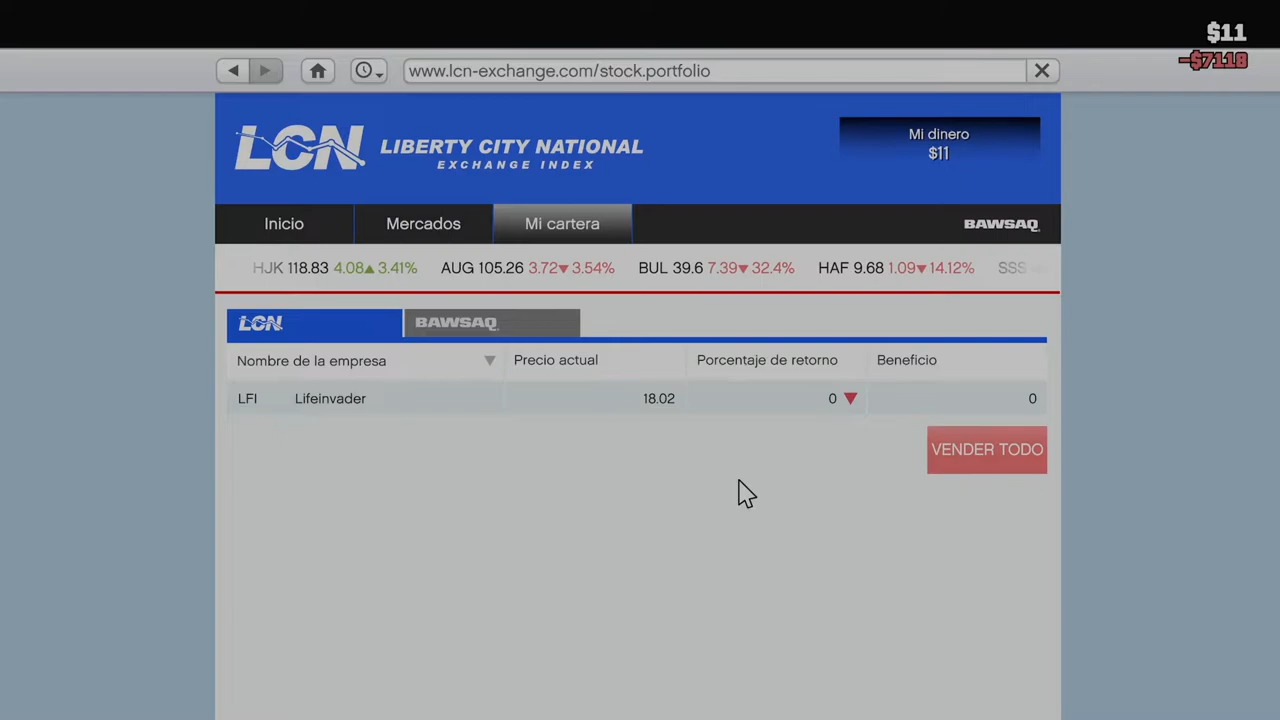 $11
-$7118
www.lcn-exchange.com/stock.portfolio
LCN LIBERTY CITY NATIONAL
EXCHANGE INDEX
Mi dinero
$11
Inicio Mercados Mi cartera BAWSAQ
HJK 118.83 4.08▲ 3.41% AUG 105.26 3.72▼ 3.54% BUL 39.6 7.39▼ 32.4% HAF 9.68 1.09▼ 14.12% SSS
LCN BAWSAQ
Nombre de la empresa ▼ Precio actual Porcentaje de retorno Beneficio
LFI Lifeinvader 18.02 0 ▼ 0
VENDER TODO